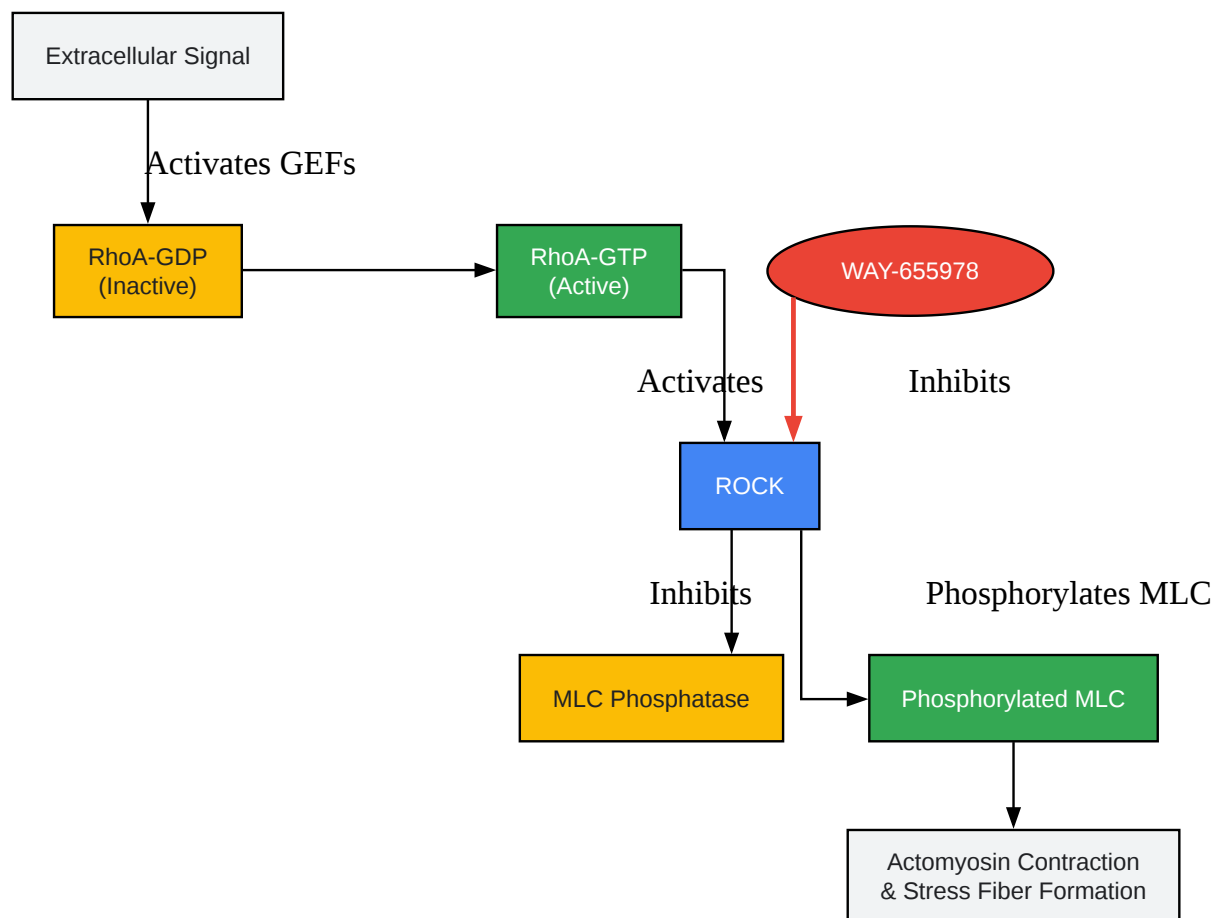 Extracellular Signal
Activates GEFs
RhoA-GDP
(Inactive)
RhoA-GTP
(Active)
WAY-655978
Activates
Inhibits
ROCK
Inhibits
Phosphorylates MLC
MLC Phosphatase
Phosphorylated MLC
Actomyosin Contraction
& Stress Fiber Formation